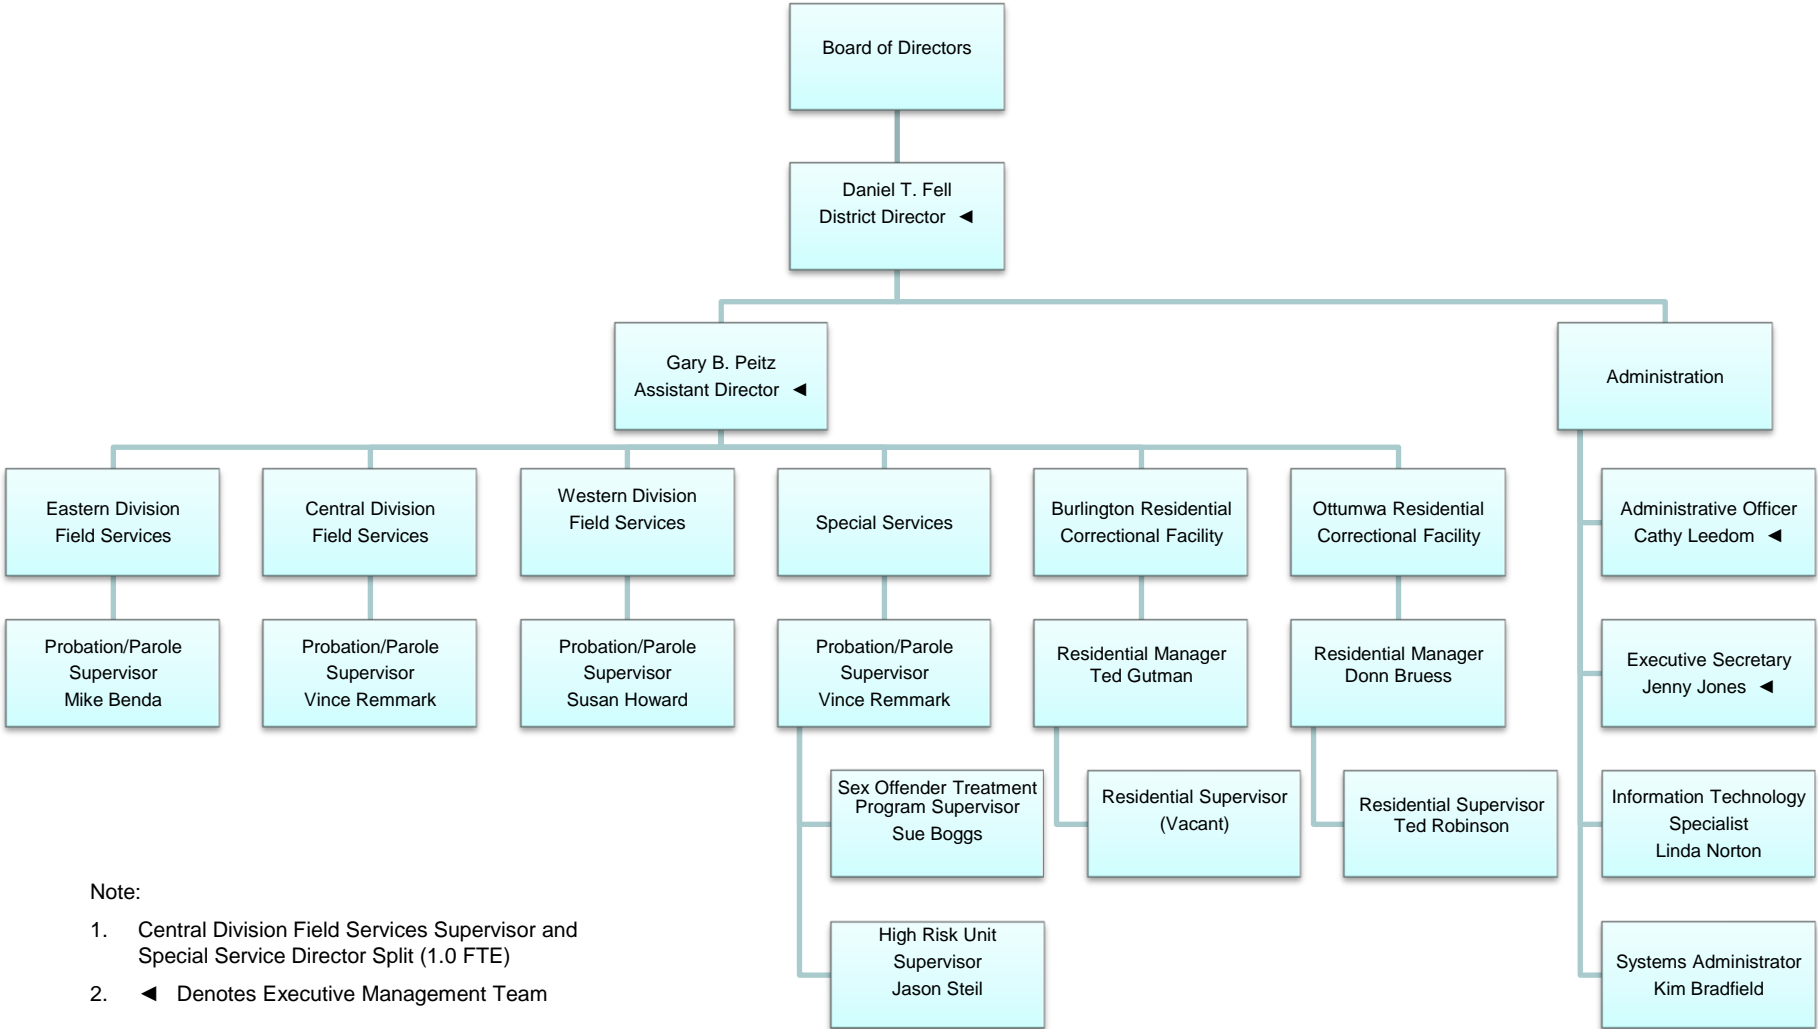 Board of Directors
Daniel T. Fell
District Director ◄
Gary B. Peitz
Assistant Director ◄
Administration
Eastern Division
Field Services
Central Division
Field Services
Western Division
Field Services
Special Services
Burlington Residential
Correctional Facility
Ottumwa Residential
Correctional Facility
Administrative Officer
Cathy Leedom ◄
Probation/Parole
Supervisor
Mike Benda
Probation/Parole
Supervisor
Vince Remmark
Probation/Parole
Supervisor
Susan Howard
Probation/Parole
Supervisor
Vince Remmark
Residential Manager
Ted Gutman
Residential Manager
Donn Bruess
Executive Secretary
Jenny Jones ◄
Sex Offender Treatment
Program Supervisor
Sue Boggs
Residential Supervisor
(Vacant)
Residential Supervisor
Ted Robinson
Information Technology
Specialist
Linda Norton
High Risk Unit
Supervisor
Jason Steil
Systems Administrator
Kim Bradfield
Note:
1. Central Division Field Services Supervisor and
Special Service Director Split (1.0 FTE)
2. ◄ Denotes Executive Management Team